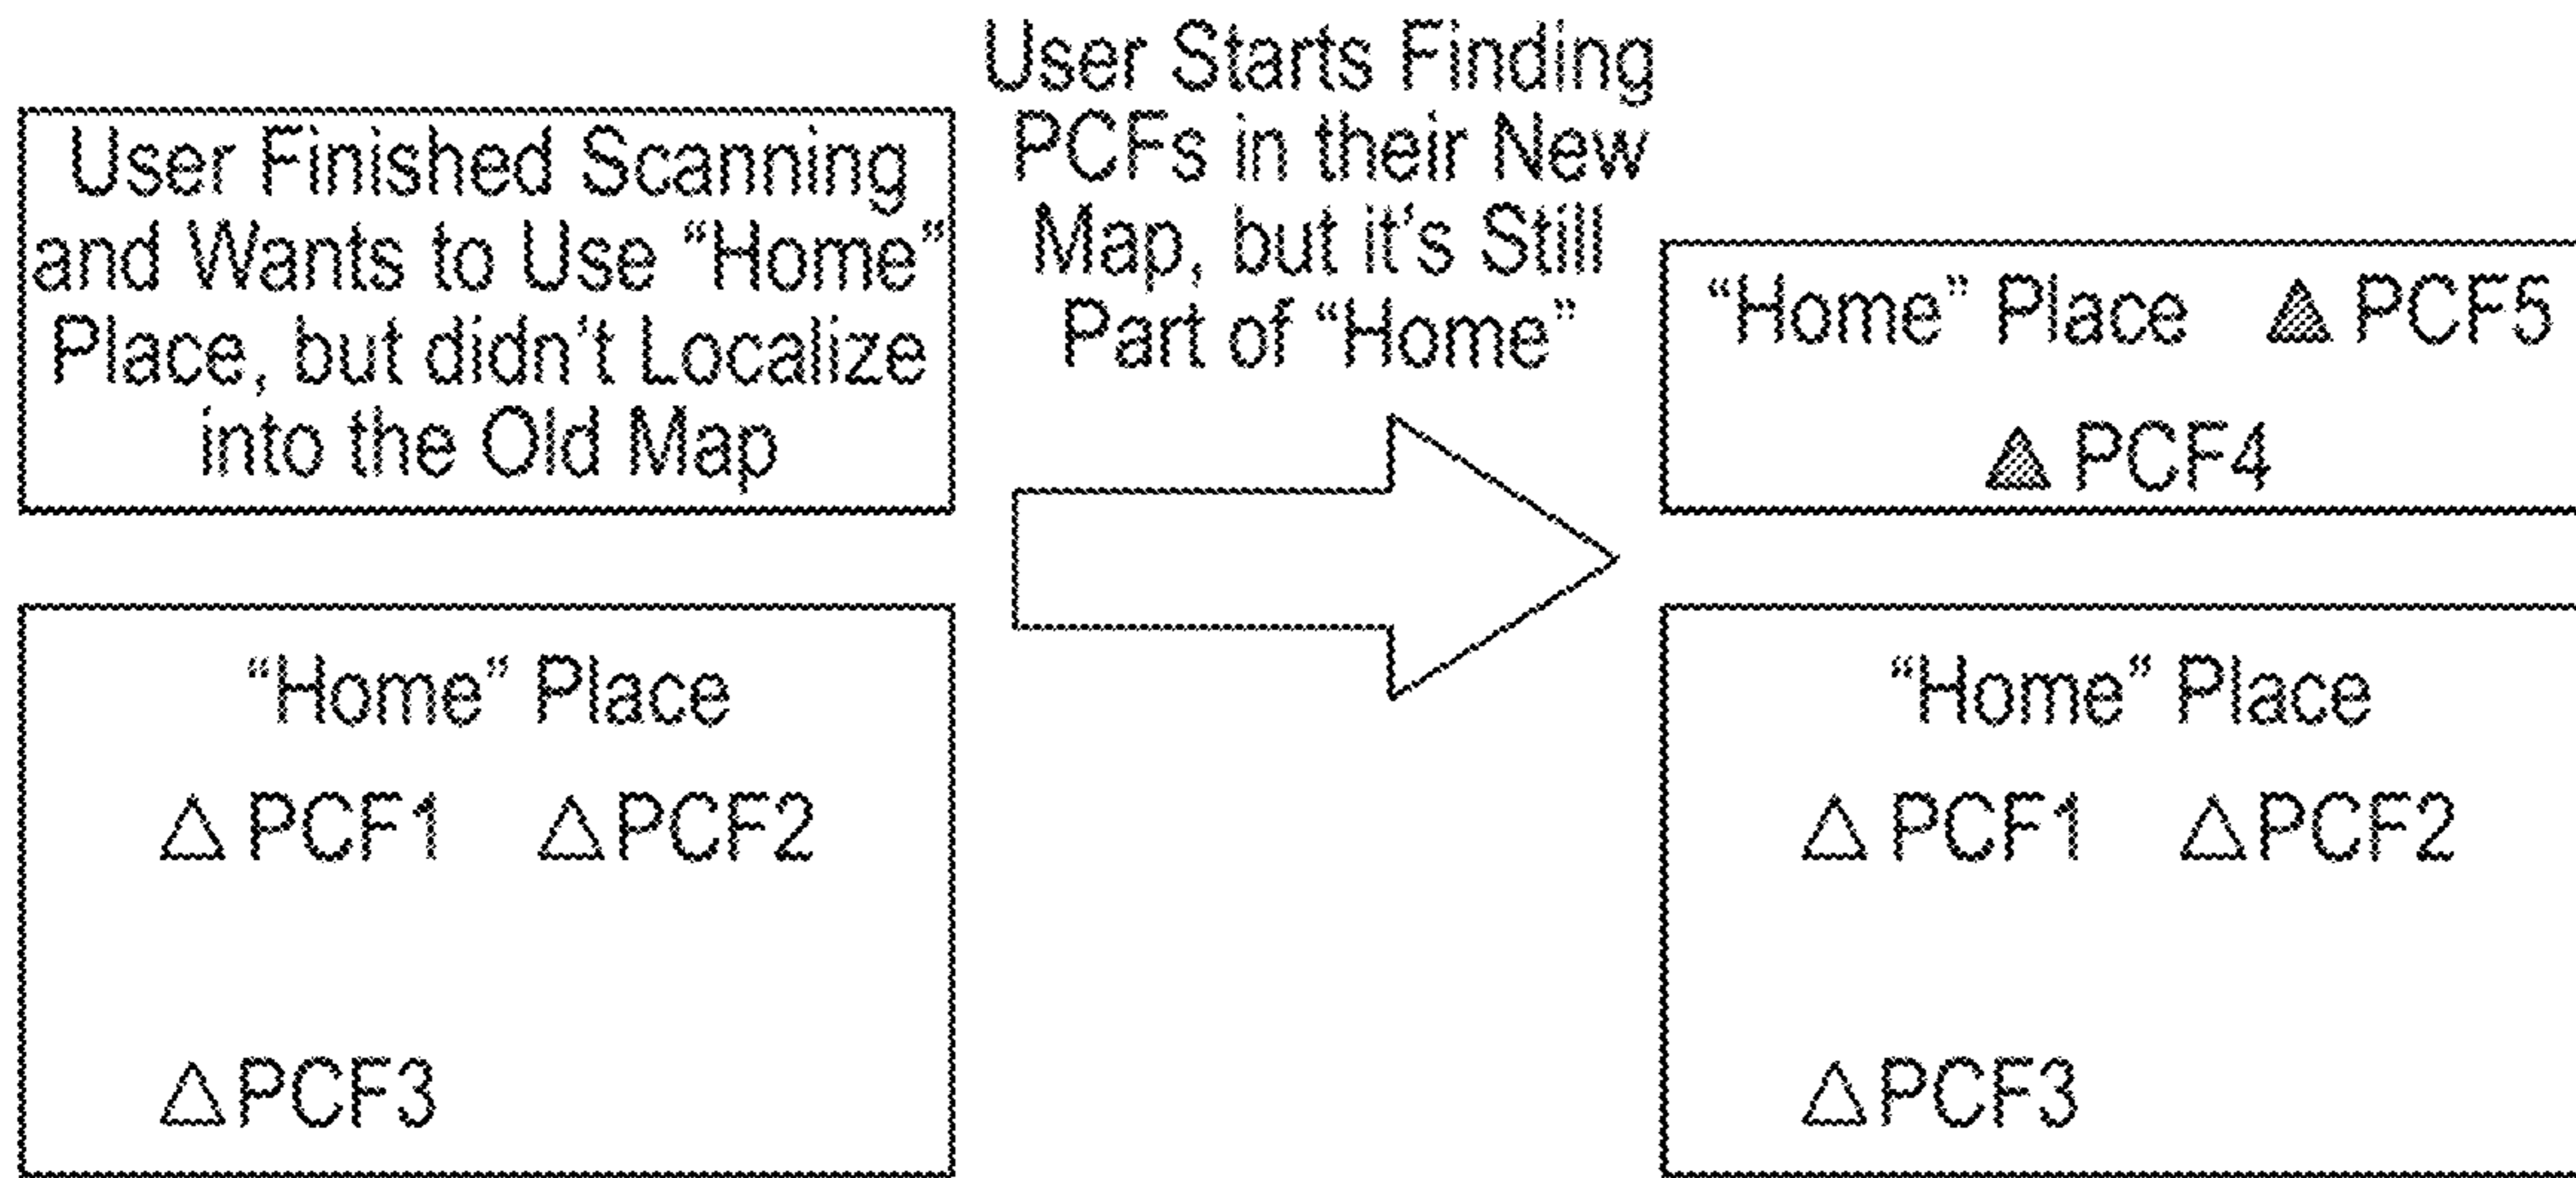 User Finished Scanning
and Wants to Use “Home”
Place, but didn’t Localize
into the Old Map
User Starts Finding
PCFs in their New
Map, but it’s Still
Part of “Home”
“Home” Place PCF5
PCF4
“Home” Place
PCF1 PCF2
PCF3
“Home” Place
PCF1 PCF2
PCF3